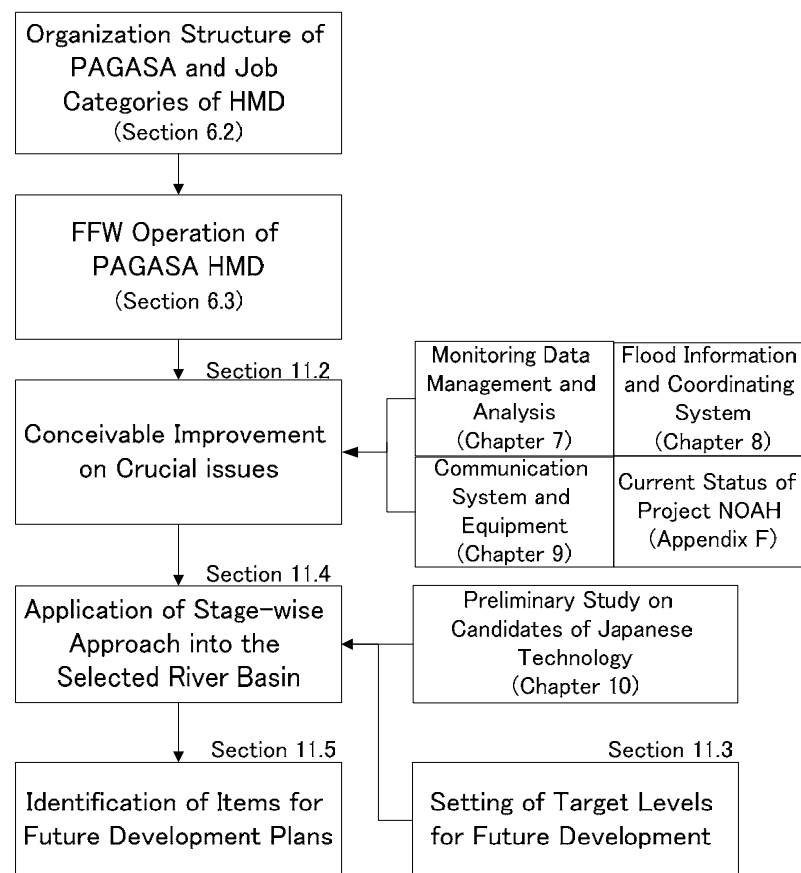 Organization Structure of
PAGASA and Job
Categories of HMD
(Section 6.2)
FFW Operation of
PAGASA HMD
(Section 6.3)
Section 11.2
Conceivable Improvement
on Crucial issues
Monitoring Data
Management and
Analysis
(Chapter 7)
Flood Information
and Coordinating
System
(Chapter 8)
Communication
System and
Equipment
(Chapter 9)
Current Status of
Project NOAH
(Appendix F)
Section 11.4
Application of Stage-wise
Approach into the
Selected River Basin
Preliminary Study on
Candidates of Japanese
Technology
(Chapter 10)
Section 11.5
Identification of Items for
Future Development Plans
Section 11.3
Setting of Target Levels
for Future Development